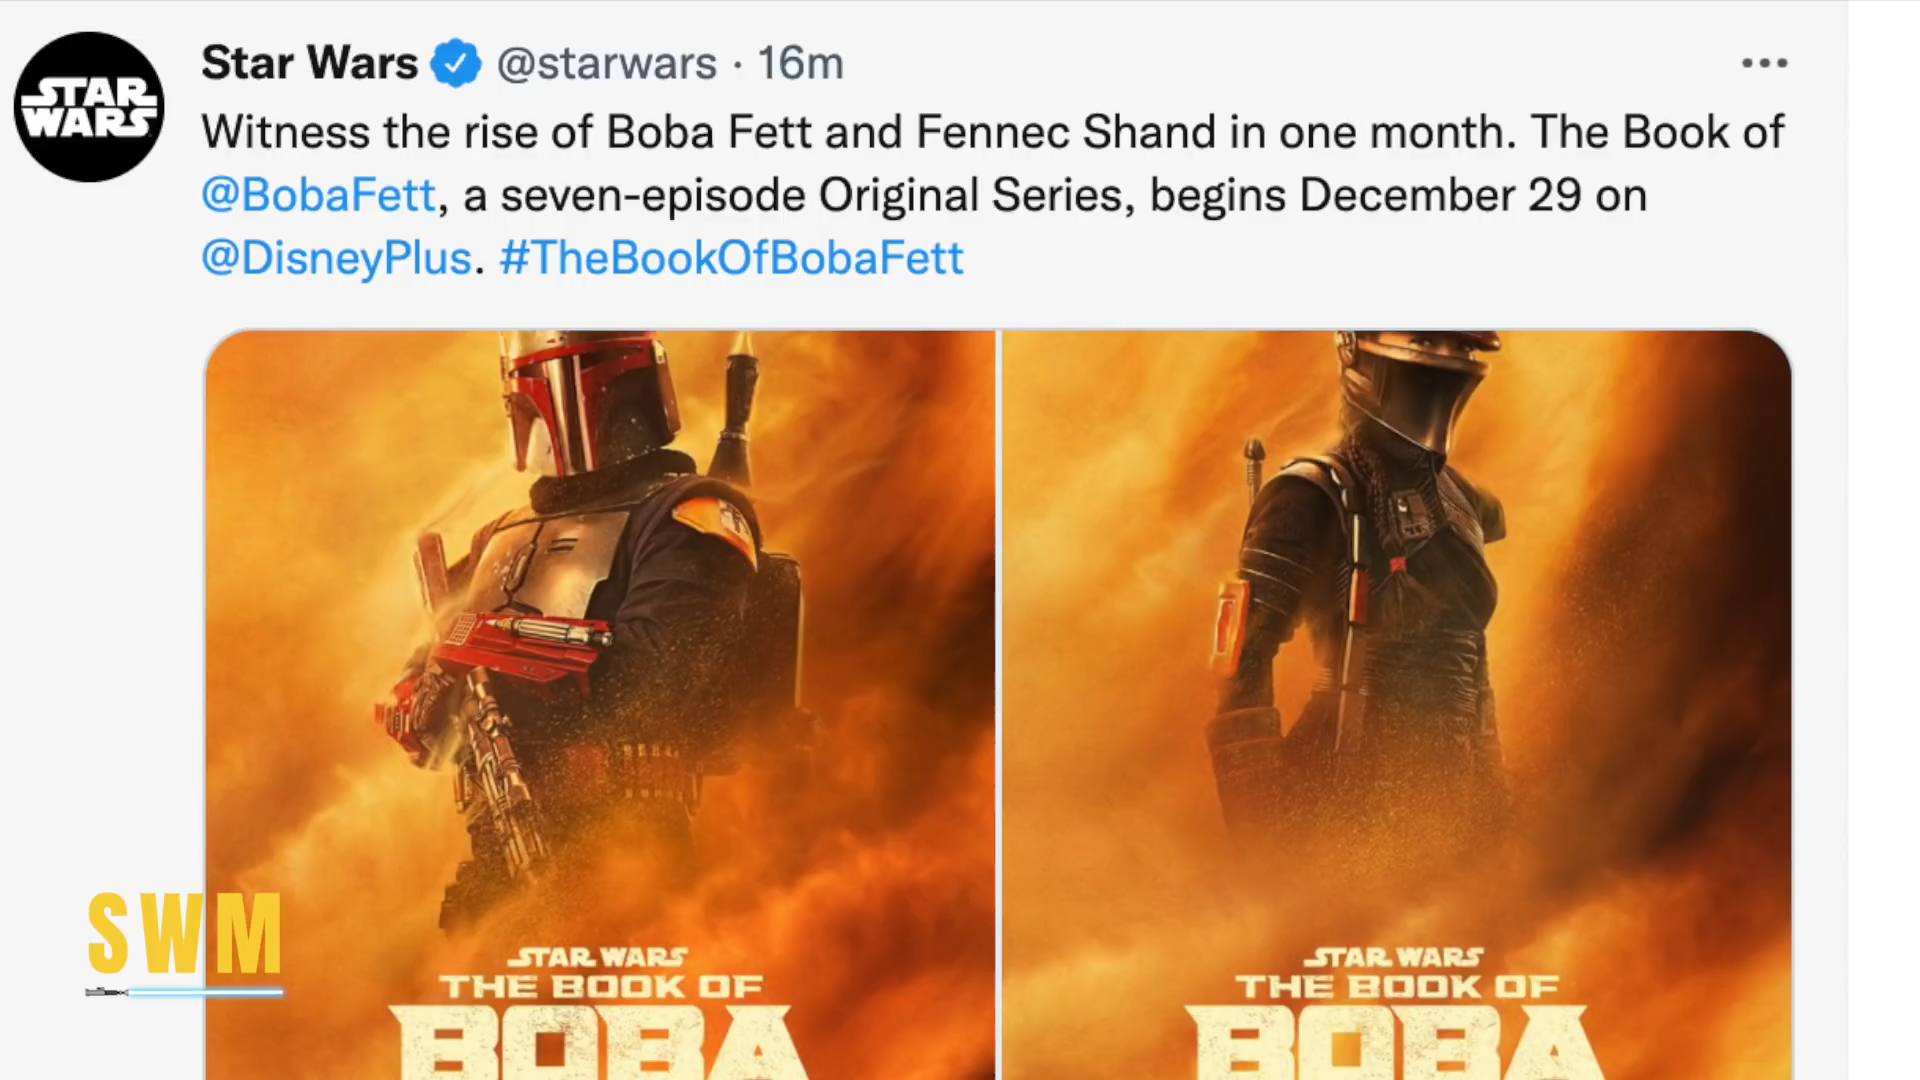 STAR
WARS
Star Wars @starwars · 16m
Witness the rise of Boba Fett and Fennec Shand in one month. The Book of
@BobaFett, a seven-episode Original Series, begins December 29 on
@DisneyPlus. #TheBookOfBobaFett
STAR WARS
THE BOOK OF
BOBA
STAR WARS
THE BOOK OF
BOBA
SWM